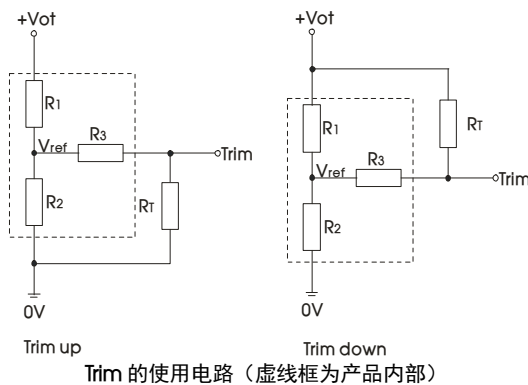 +Vot
R1
Vref
R3
Trim
R2
RT
0V
Trim up
+Vot
R1
RT
Vref
R3
Trim
R2
0V
Trim down
Trim 的使用电路（虚线框为产品内部）